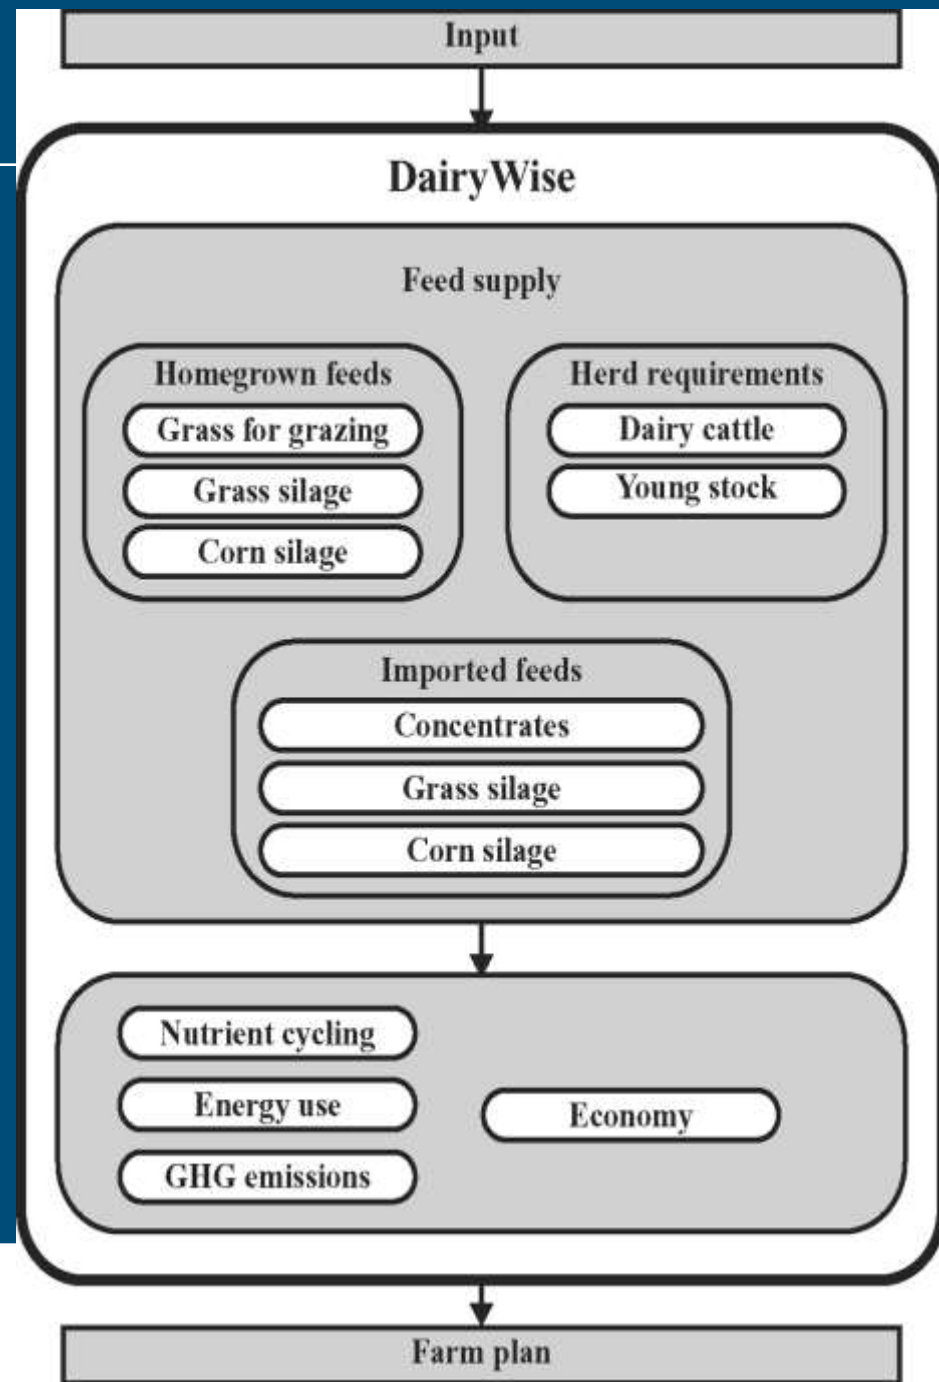 Input
DairyWise
Feed supply
Homegrown feeds
Grass for grazing
Grass silage
Corn silage
Herd requirements
Dairy cattle
Young stock
Imported feeds
Concentrates
Grass silage
Corn silage
Nutrient cycling
Energy use
GHG emissions
Economy
Farm plan